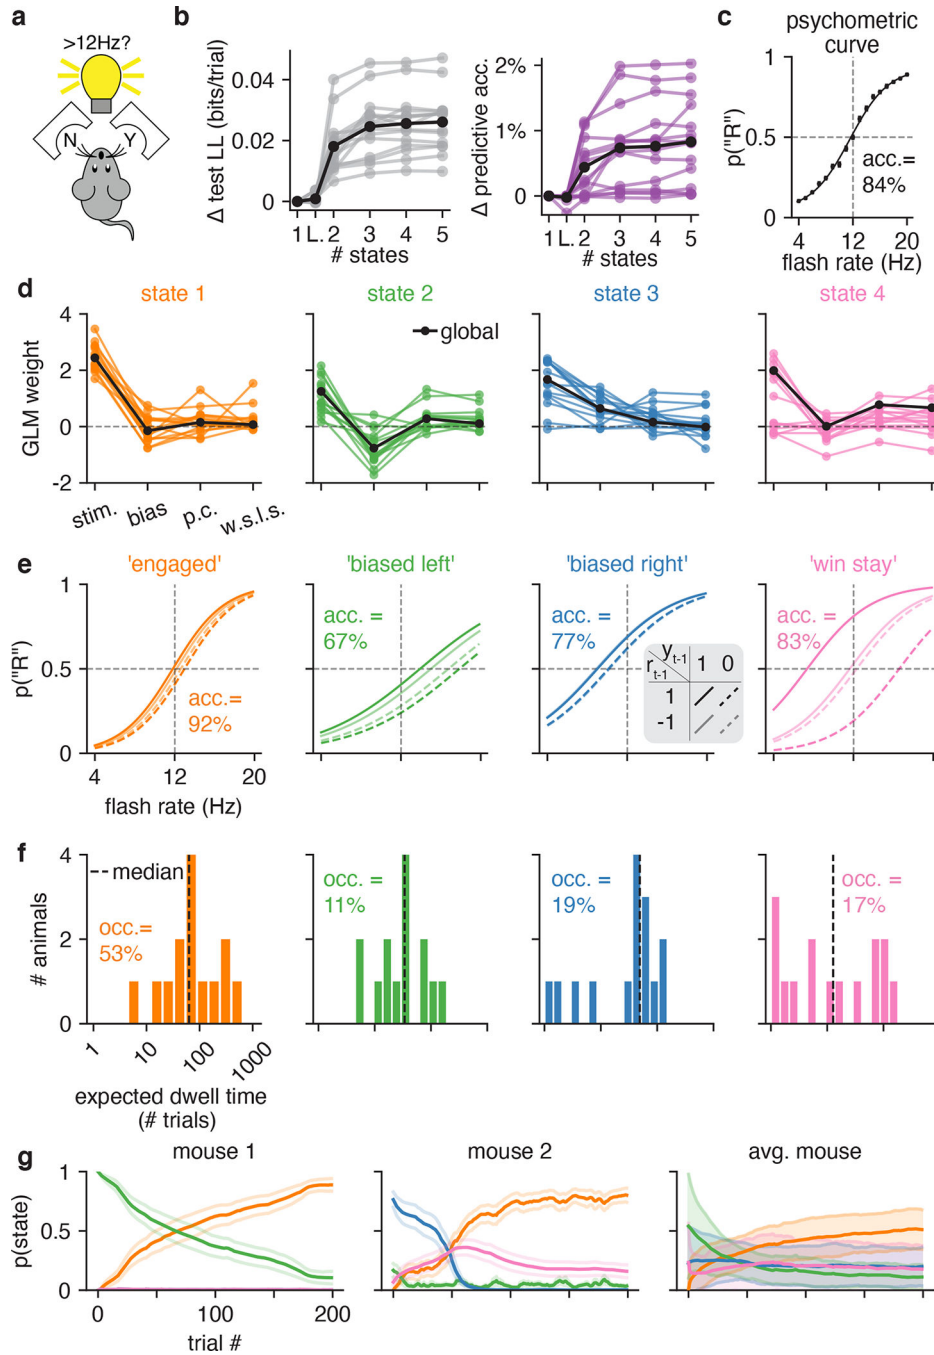 a
>12Hz?
N Y
b
Δ test LL (bits/trial)
0.04
0.02
0
1 L. 2 3 4 5
# states
Δ predictive acc.
2%
1%
0
1 L. 2 3 4 5
# states
c
psychometric
curve
p("R")
1
0.5
0
acc.=
84%
4 12 20
flash rate (Hz)
d
state 1
state 2
state 3
state 4
GLM weight
4
2
0
-2
global
stim. bias p.c. w.s.l.s.
e
'engaged'
'biased left'
'biased right'
'win stay'
p("R")
1
0.5
0
acc.=
92%
acc. =
67%
acc. =
77%
acc. =
83%
y t-1
r t-1
1 0
1
-1
4 12 20
flash rate (Hz)
f
# animals
4
2
0
median
occ.=
53%
occ. =
11%
occ. =
19%
occ. =
17%
1 10 100 1000
expected dwell time
(# trials)
g
mouse 1
mouse 2
avg. mouse
p(state)
1
0.5
0
0 100 200
trial #